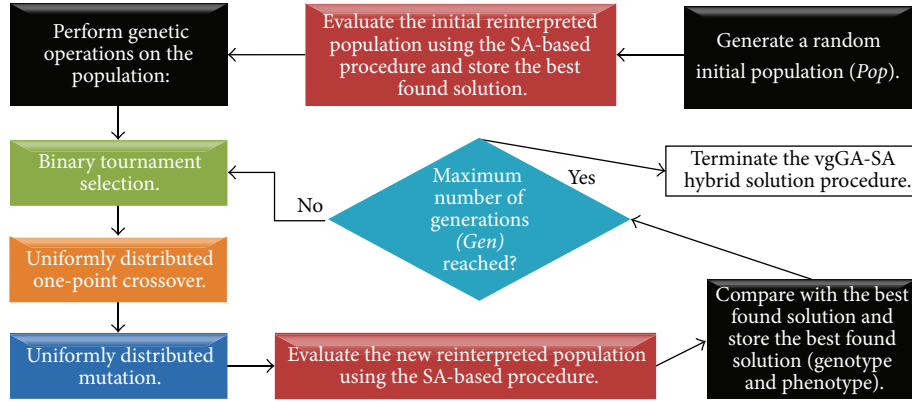 Perform genetic
operations on the
population:
Evaluate the initial reinterpreted
population using the SA-based
procedure and store the best
found solution.
Generate a random
initial population (Pop).
Binary tournament
selection.
No
Maximum
number of
generations
(Gen)
reached?
Yes
Terminate the vgGA-SA
hybrid solution procedure.
Uniformly distributed
one-point crossover.
Uniformly distributed
mutation.
Evaluate the new reinterpreted population
using the SA-based procedure.
Compare with the best
found solution and
store the best found
solution (genotype
and phenotype).